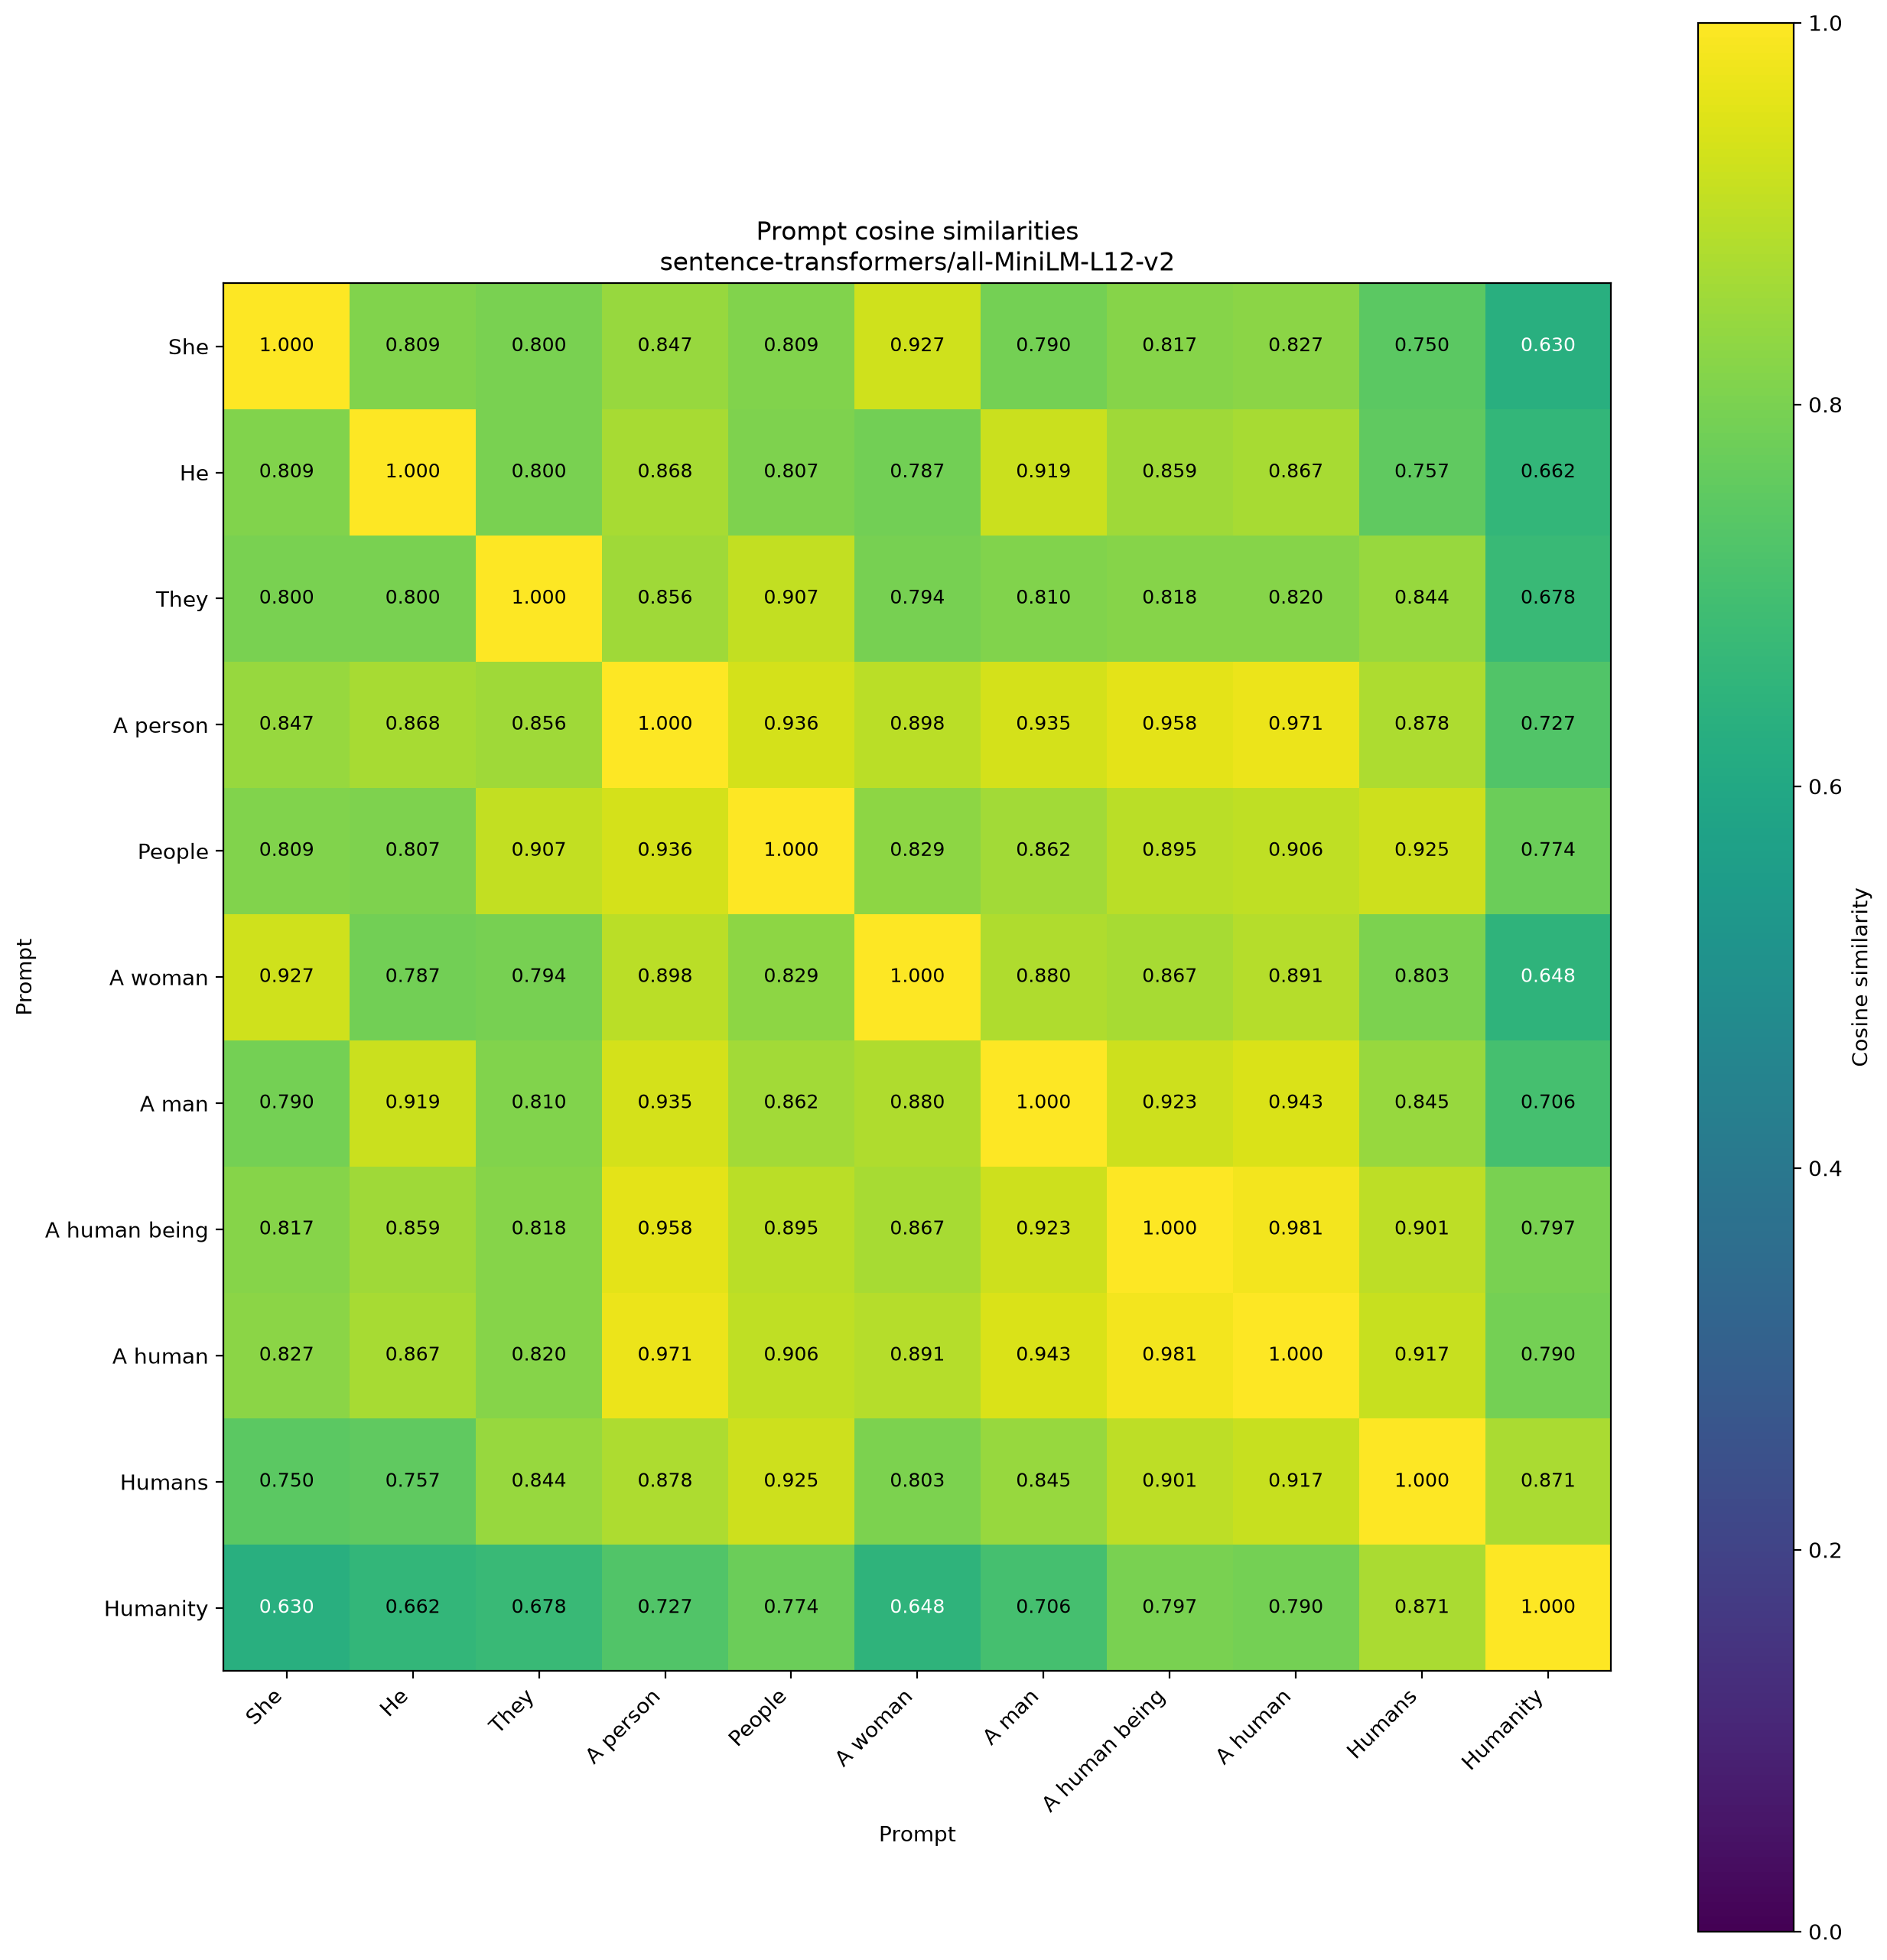 Prompt cosine similarities
sentence-transformers/all-MiniLM-L12-v2
She 1.000 0.809 0.800 0.847 0.809 0.927 0.790 0.817 0.827 0.750 0.630
He 0.809 1.000 0.800 0.868 0.807 0.787 0.919 0.859 0.867 0.757 0.662
They 0.800 0.800 1.000 0.856 0.907 0.794 0.810 0.818 0.820 0.844 0.678
A person 0.847 0.868 0.856 1.000 0.936 0.898 0.935 0.958 0.971 0.878 0.727
People 0.809 0.807 0.907 0.936 1.000 0.829 0.862 0.895 0.906 0.925 0.774
A woman 0.927 0.787 0.794 0.898 0.829 1.000 0.880 0.867 0.891 0.803 0.648
A man 0.790 0.919 0.810 0.935 0.862 0.880 1.000 0.923 0.943 0.845 0.706
A human being 0.817 0.859 0.818 0.958 0.895 0.867 0.923 1.000 0.981 0.901 0.797
A human 0.827 0.867 0.820 0.971 0.906 0.891 0.943 0.981 1.000 0.917 0.790
Humans 0.750 0.757 0.844 0.878 0.925 0.803 0.845 0.901 0.917 1.000 0.871
Humanity 0.630 0.662 0.678 0.727 0.774 0.648 0.706 0.797 0.790 0.871 1.000
She He They A person People A woman A man A human being A human Humans Humanity
Prompt
Prompt
1.0
0.8
0.6
0.4
0.2
0.0
Cosine similarity